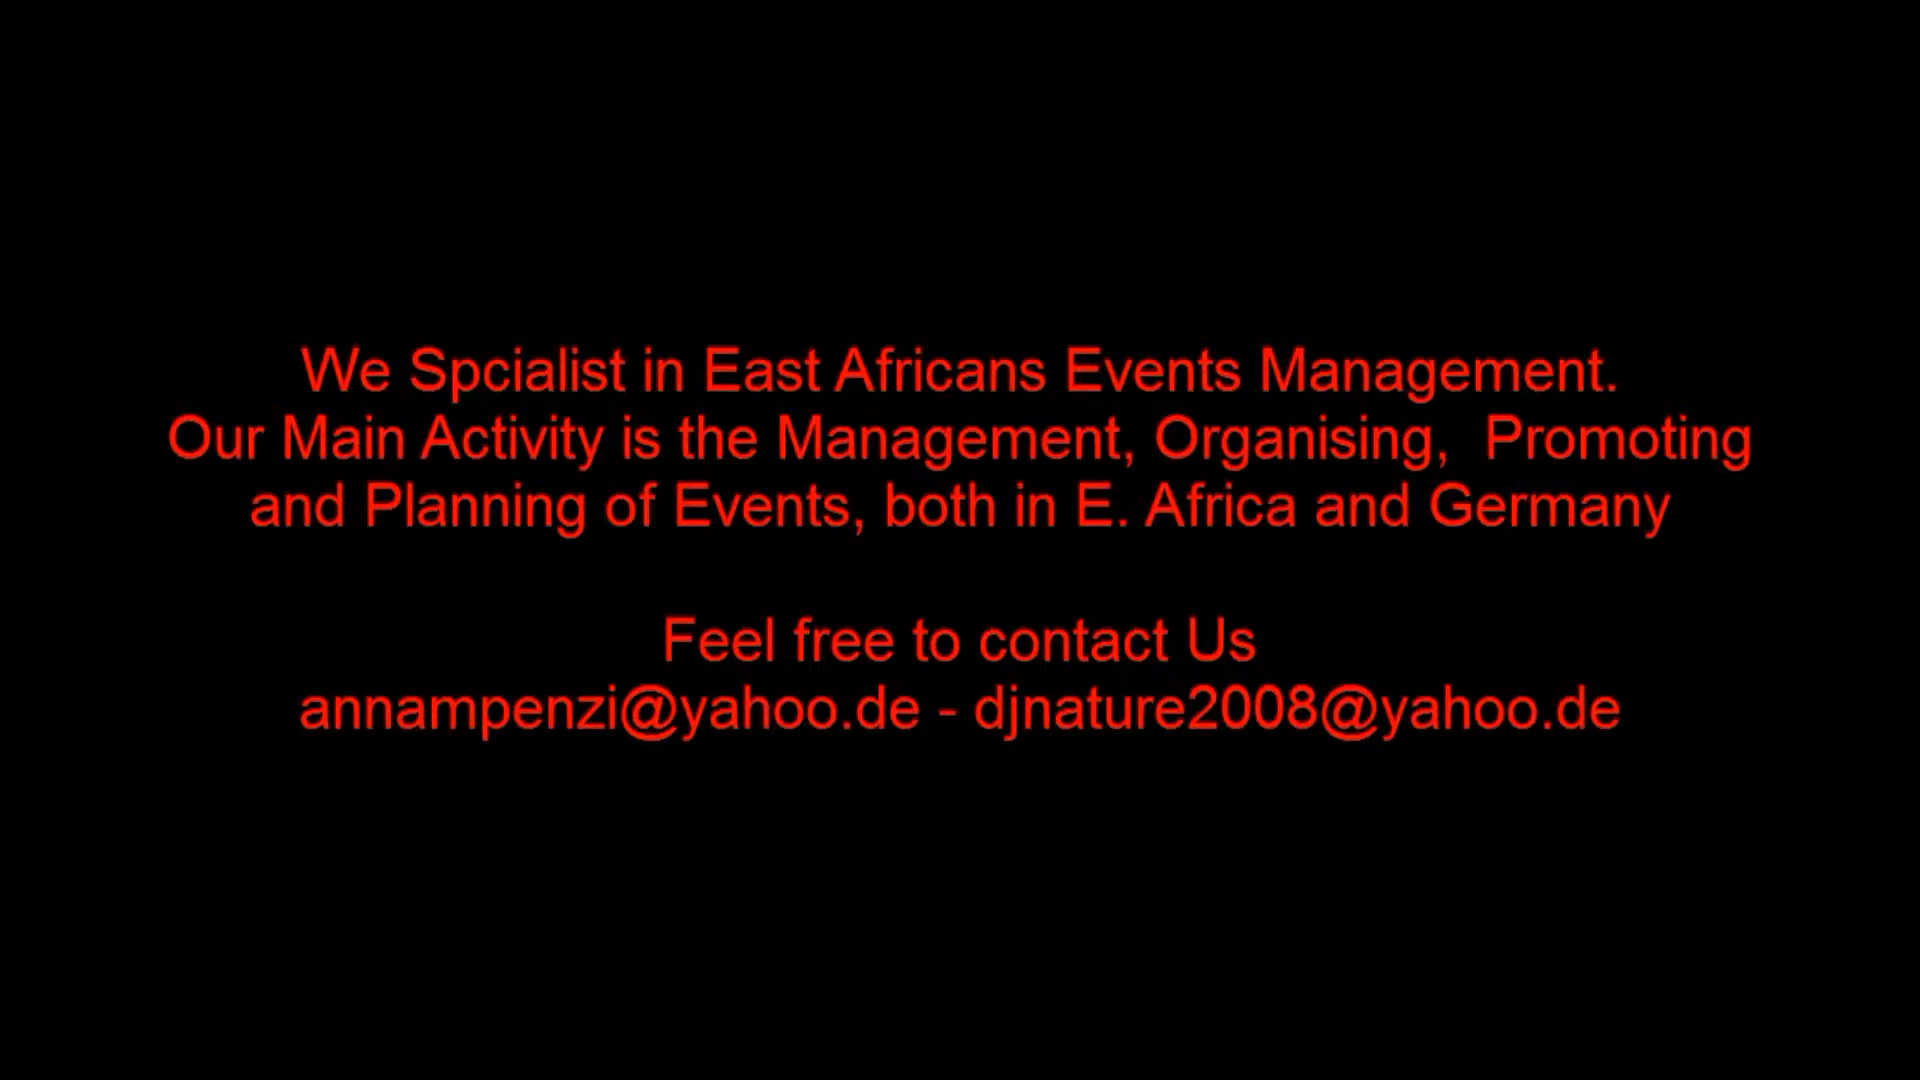 We Spcialist in East Africans Events Management.
Our Main Activity is the Management, Organising,  Promoting
and Planning of Events, both in E. Africa and Germany
Feel free to contact Us
annampenzi@yahoo.de - djnature2008@yahoo.de